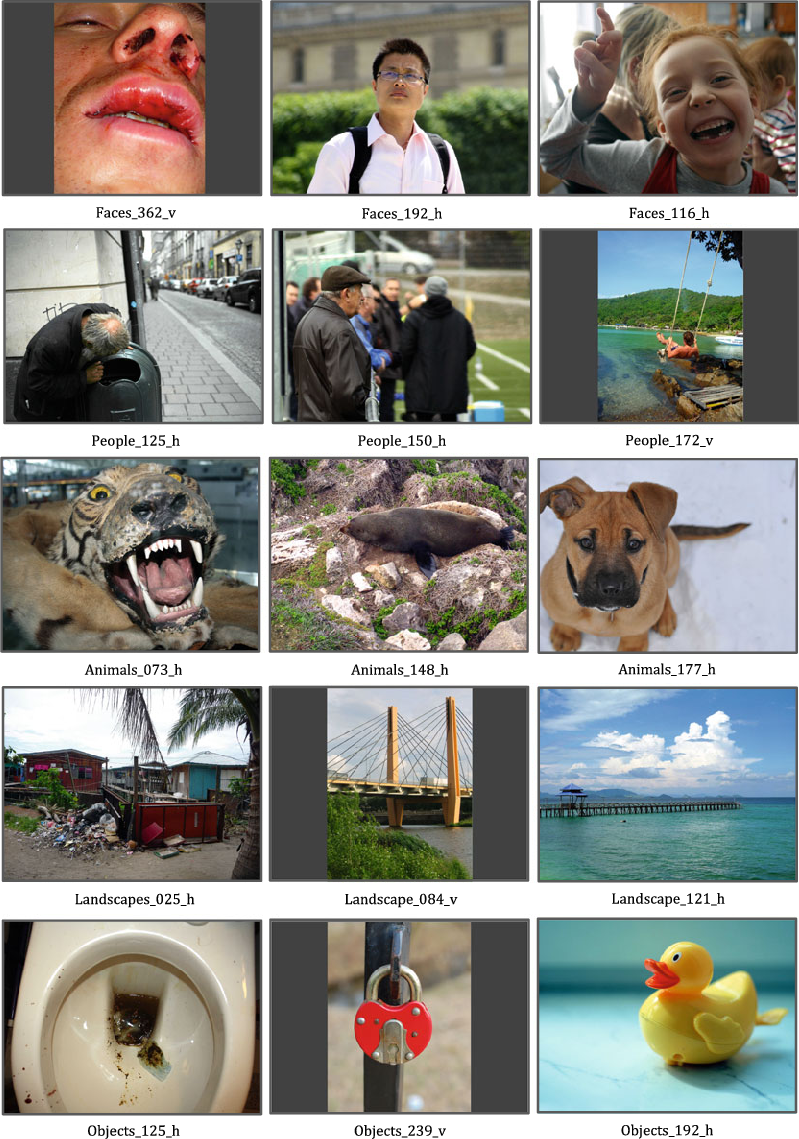 Faces_362_v
Faces_192_h
Faces_116_h
People_125_h
People_150_h
People_172_v
Animals_073_h
Animals_148_h
Animals_177_h
Landscapes_025_h
Landscape_084_v
Landscape_121_h
Objects_125_h
Objects_239_v
Objects_192_h